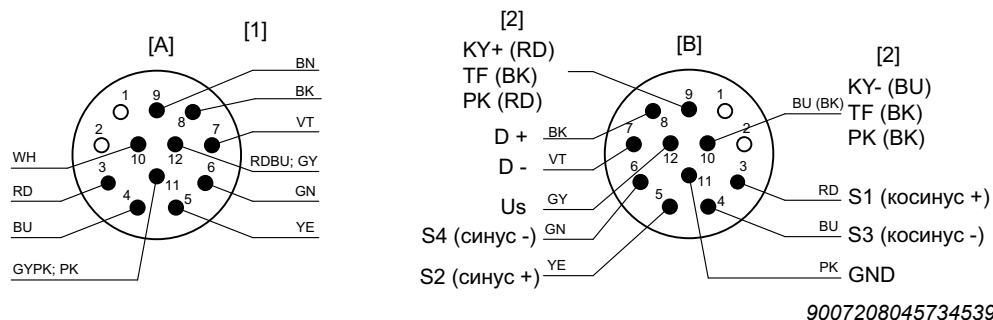 [A]
[1]
BN
BK
VT
RDBU; GY
GN
YE
WH
RD
BU
GYPK; PK
1
9
8
2
7
10
12
3
11
6
4
5
[2]
KY+ (RD)
TF (BK)
PK (RD)
[B]
[2]
KY- (BU)
TF (BK)
PK (BK)
BU (BK)
D + BK
D - VT
Us GY
S4 (синус -) GN
S2 (синус +) YE
9
1
8
7
2
12
10
6
11
3
5
4
RD S1 (косинус +)
BU S3 (косинус -)
PK GND
9007208045734539